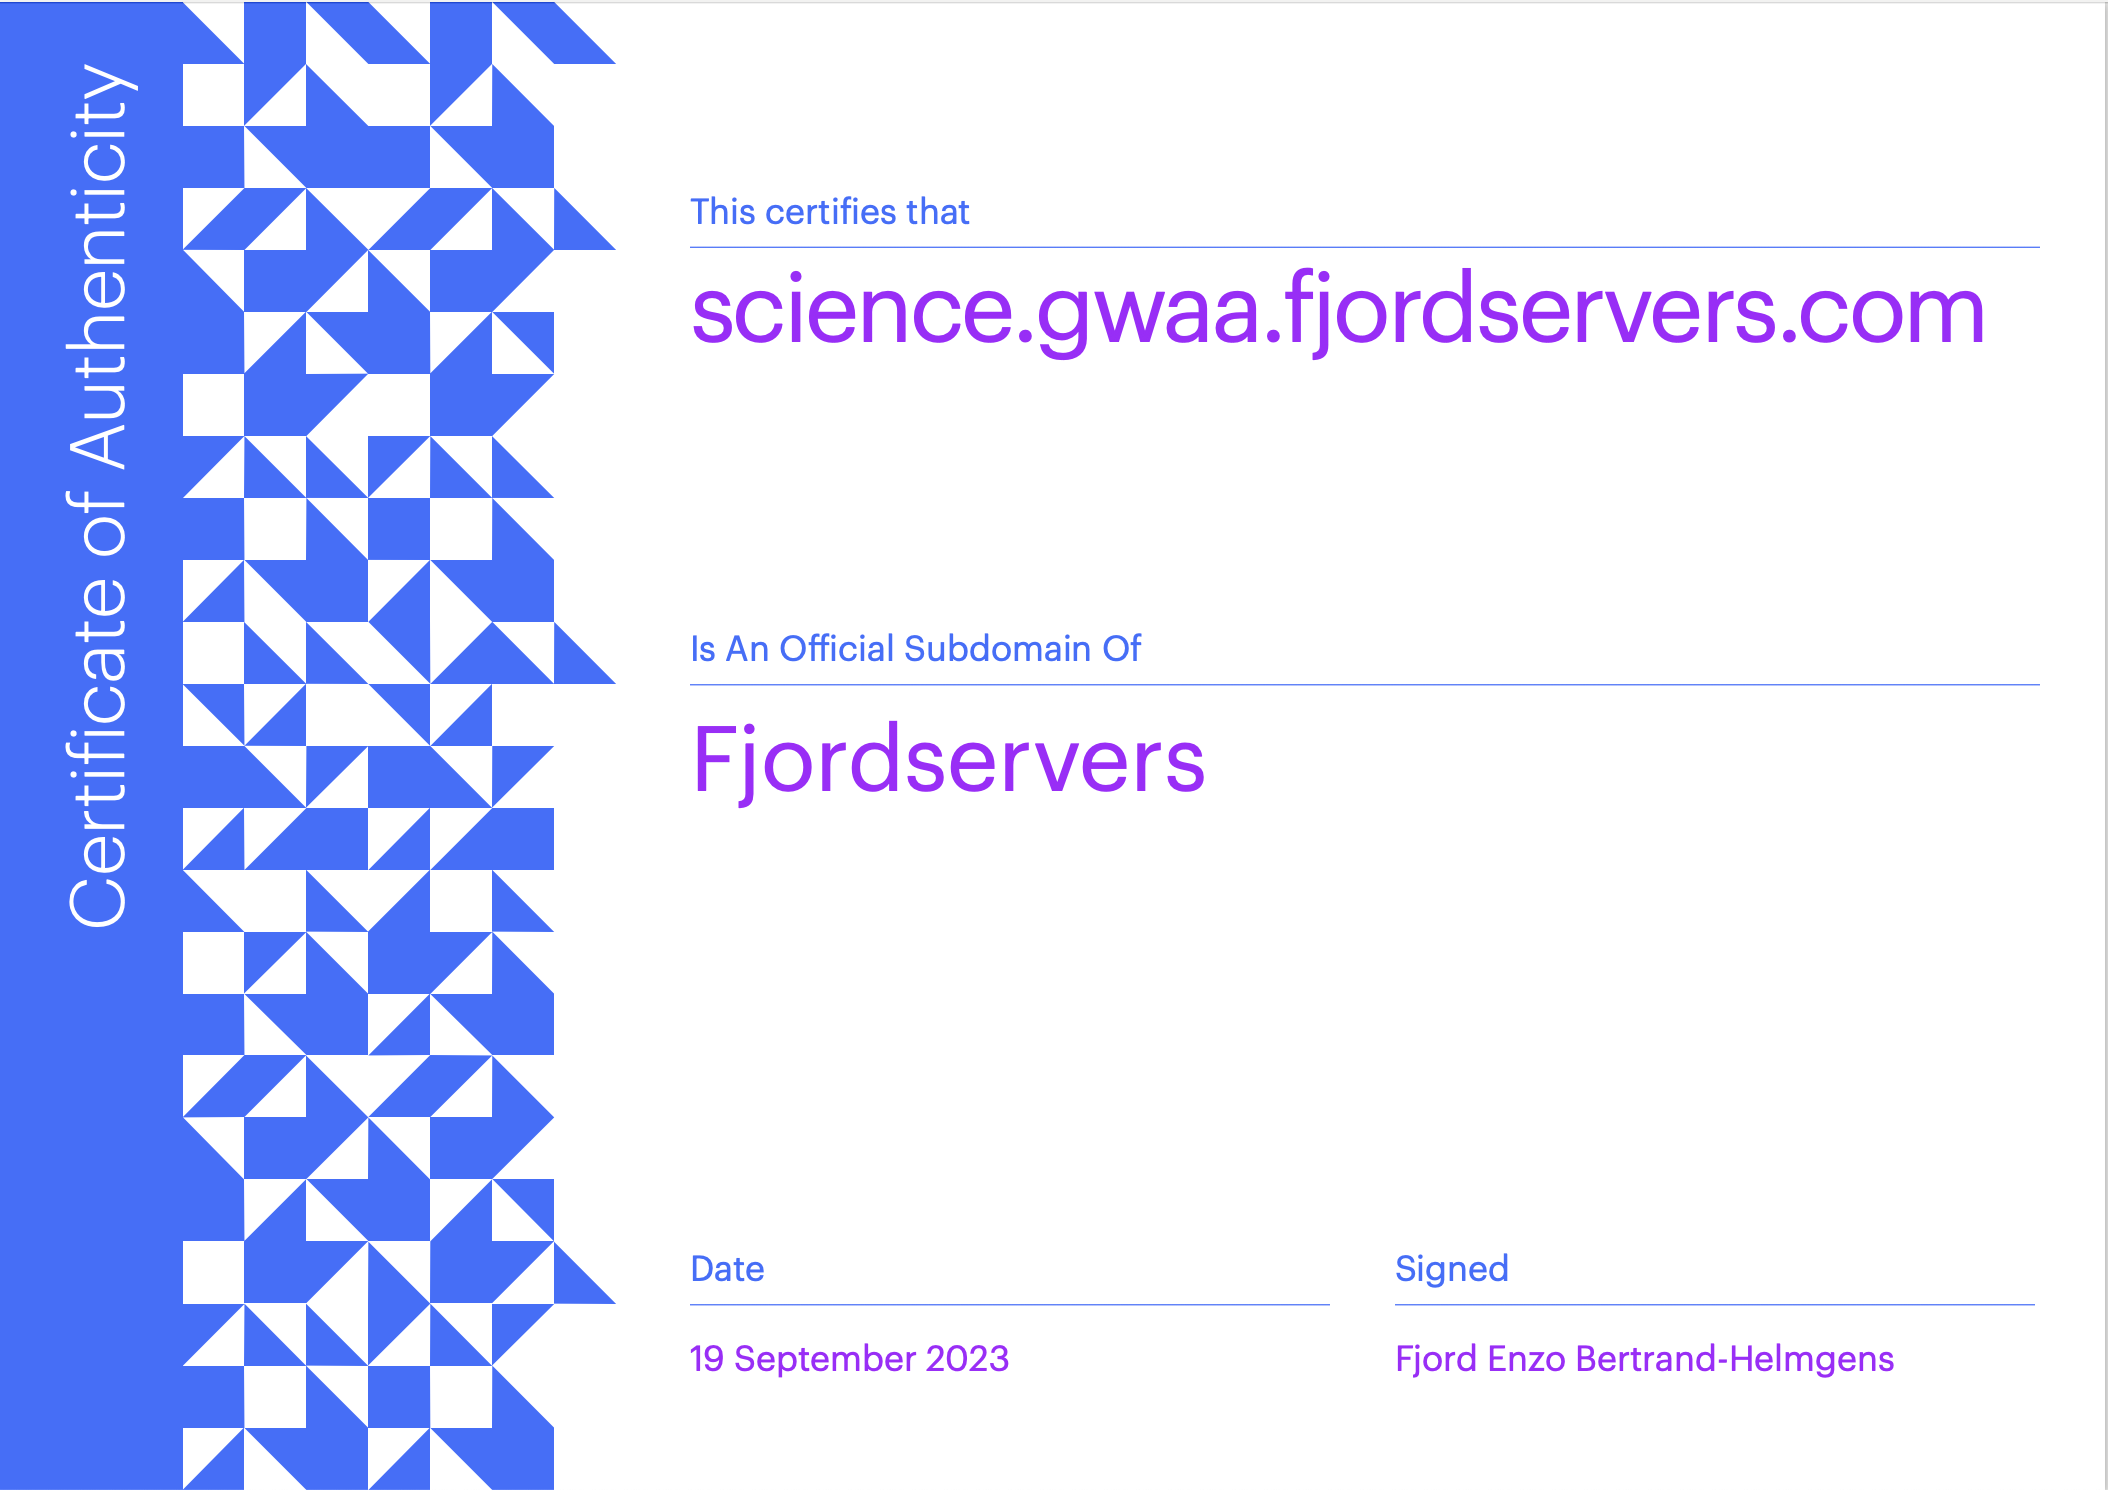 Certificate of Authenticity
This certifies that
science.gwaa.fjordservers.com
Is An Official Subdomain Of
Fjordservers
Date
19 September 2023
Signed
Fjord Enzo Bertrand-Helmgens